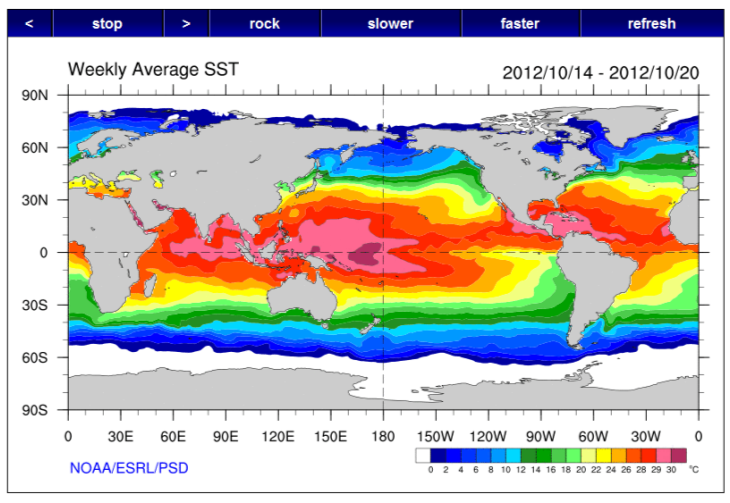 < stop > rock slower faster refresh
Weekly Average SST 2012/10/14 - 2012/10/20
90N
60N
30N
0
30S
60S
90S
0 30E 60E 90E 120E 150E 180 150W 120W 90W 60W 30W 0
NOAA/ESRL/PSD
0 2 4 6 8 10 12 14 16 18 20 22 24 26 28 29 30 °C